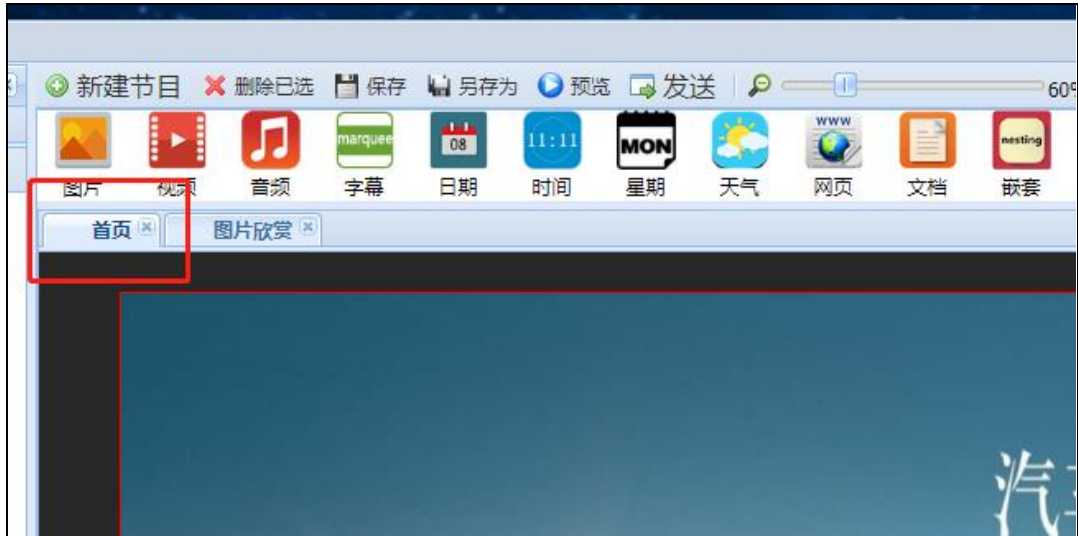 新建节目 删除已选 保存 另存为 预览 发送 60%
marquee 08 11:11 MON WWW nesting
图片 视频 音频 字幕 日期 时间 星期 天气 网页 文档 嵌套
首页 图片欣赏
汽车